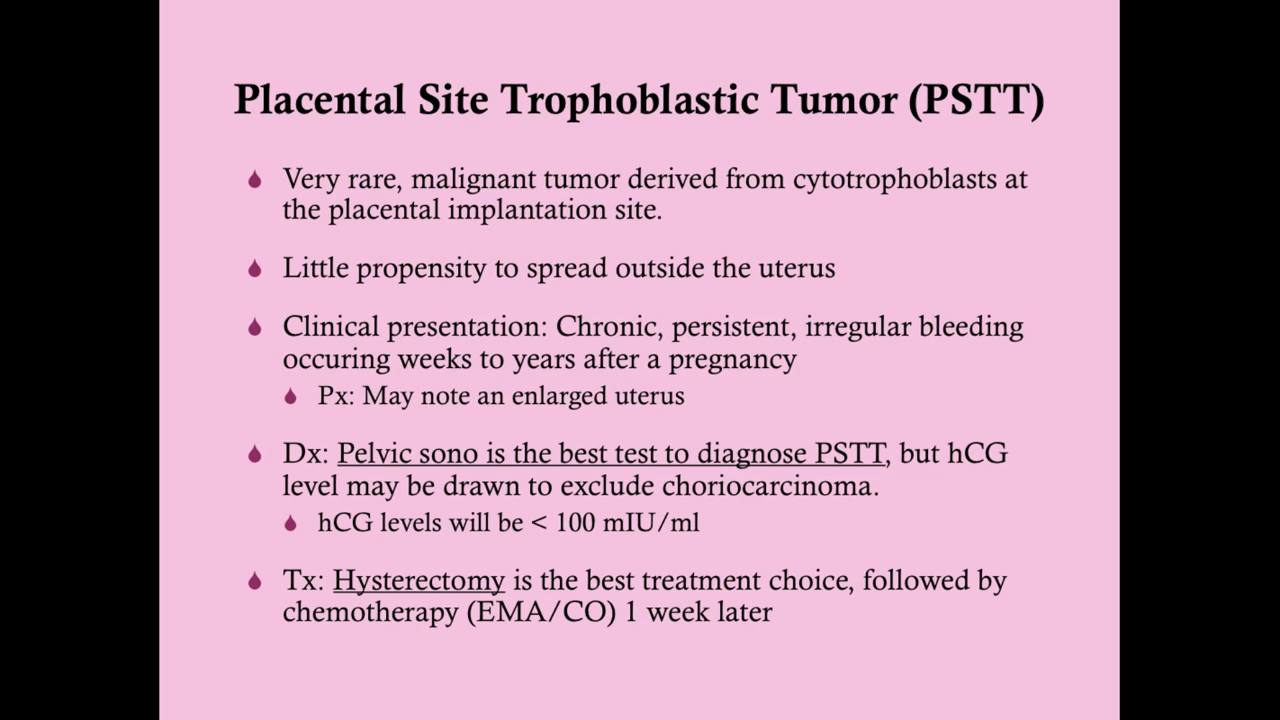 Placental Site Trophoblastic Tumor (PSTT)
Very rare, malignant tumor derived from cytotrophoblasts at
the placental implantation site.
Little propensity to spread outside the uterus
Clinical presentation: Chronic, persistent, irregular bleeding
occuring weeks to years after a pregnancy
Px: May note an enlarged uterus
Dx: Pelvic sono is the best test to diagnose PSTT, but hCG
level may be drawn to exclude choriocarcinoma.
hCG levels will be < 100 mIU/ml
Tx: Hysterectomy is the best treatment choice, followed by
chemotherapy (EMA/CO) 1 week later